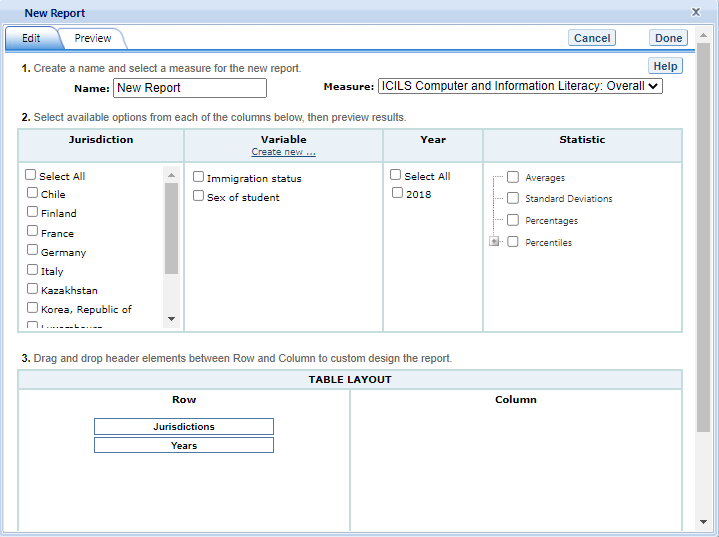 New Report
Edit Preview Cancel Done
1. Create a name and select a measure for the new report. Help
Name: New Report Measure: ICILS Computer and Information Literacy: Overall
2. Select available options from each of the columns below, then preview results.
Jurisdiction Variable Year Statistic
Create new ...
Select All
Chile
Finland
France
Germany
Italy
Kazakhstan
Korea, Republic of
Immigration status
Sex of student
Select All
2018
Averages
Standard Deviations
Percentages
Percentiles
3. Drag and drop header elements between Row and Column to custom design the report.
TABLE LAYOUT
Row Column
Jurisdictions
Years